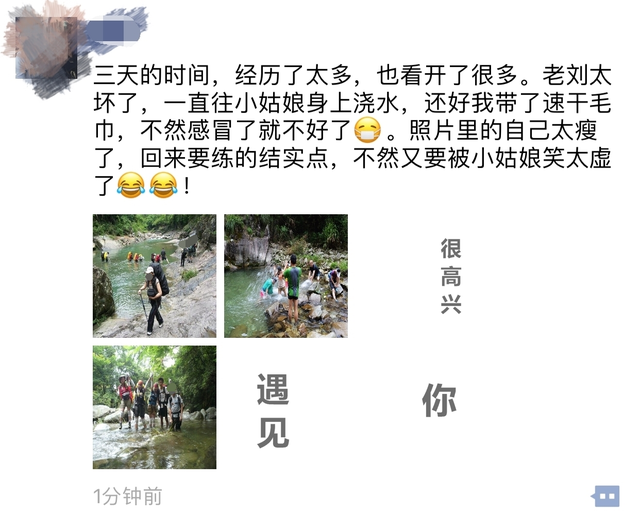 三天的时间，经历了太多，也看开了很多。老刘太
坏了，一直往小姑娘身上浇水，还好我带了速干毛
巾，不然感冒了就不好了😷。照片里的自己太瘦
了，回来要练的结实点，不然又要被小姑娘笑太虚
了😂😂！
很高兴
遇见
你
1分钟前